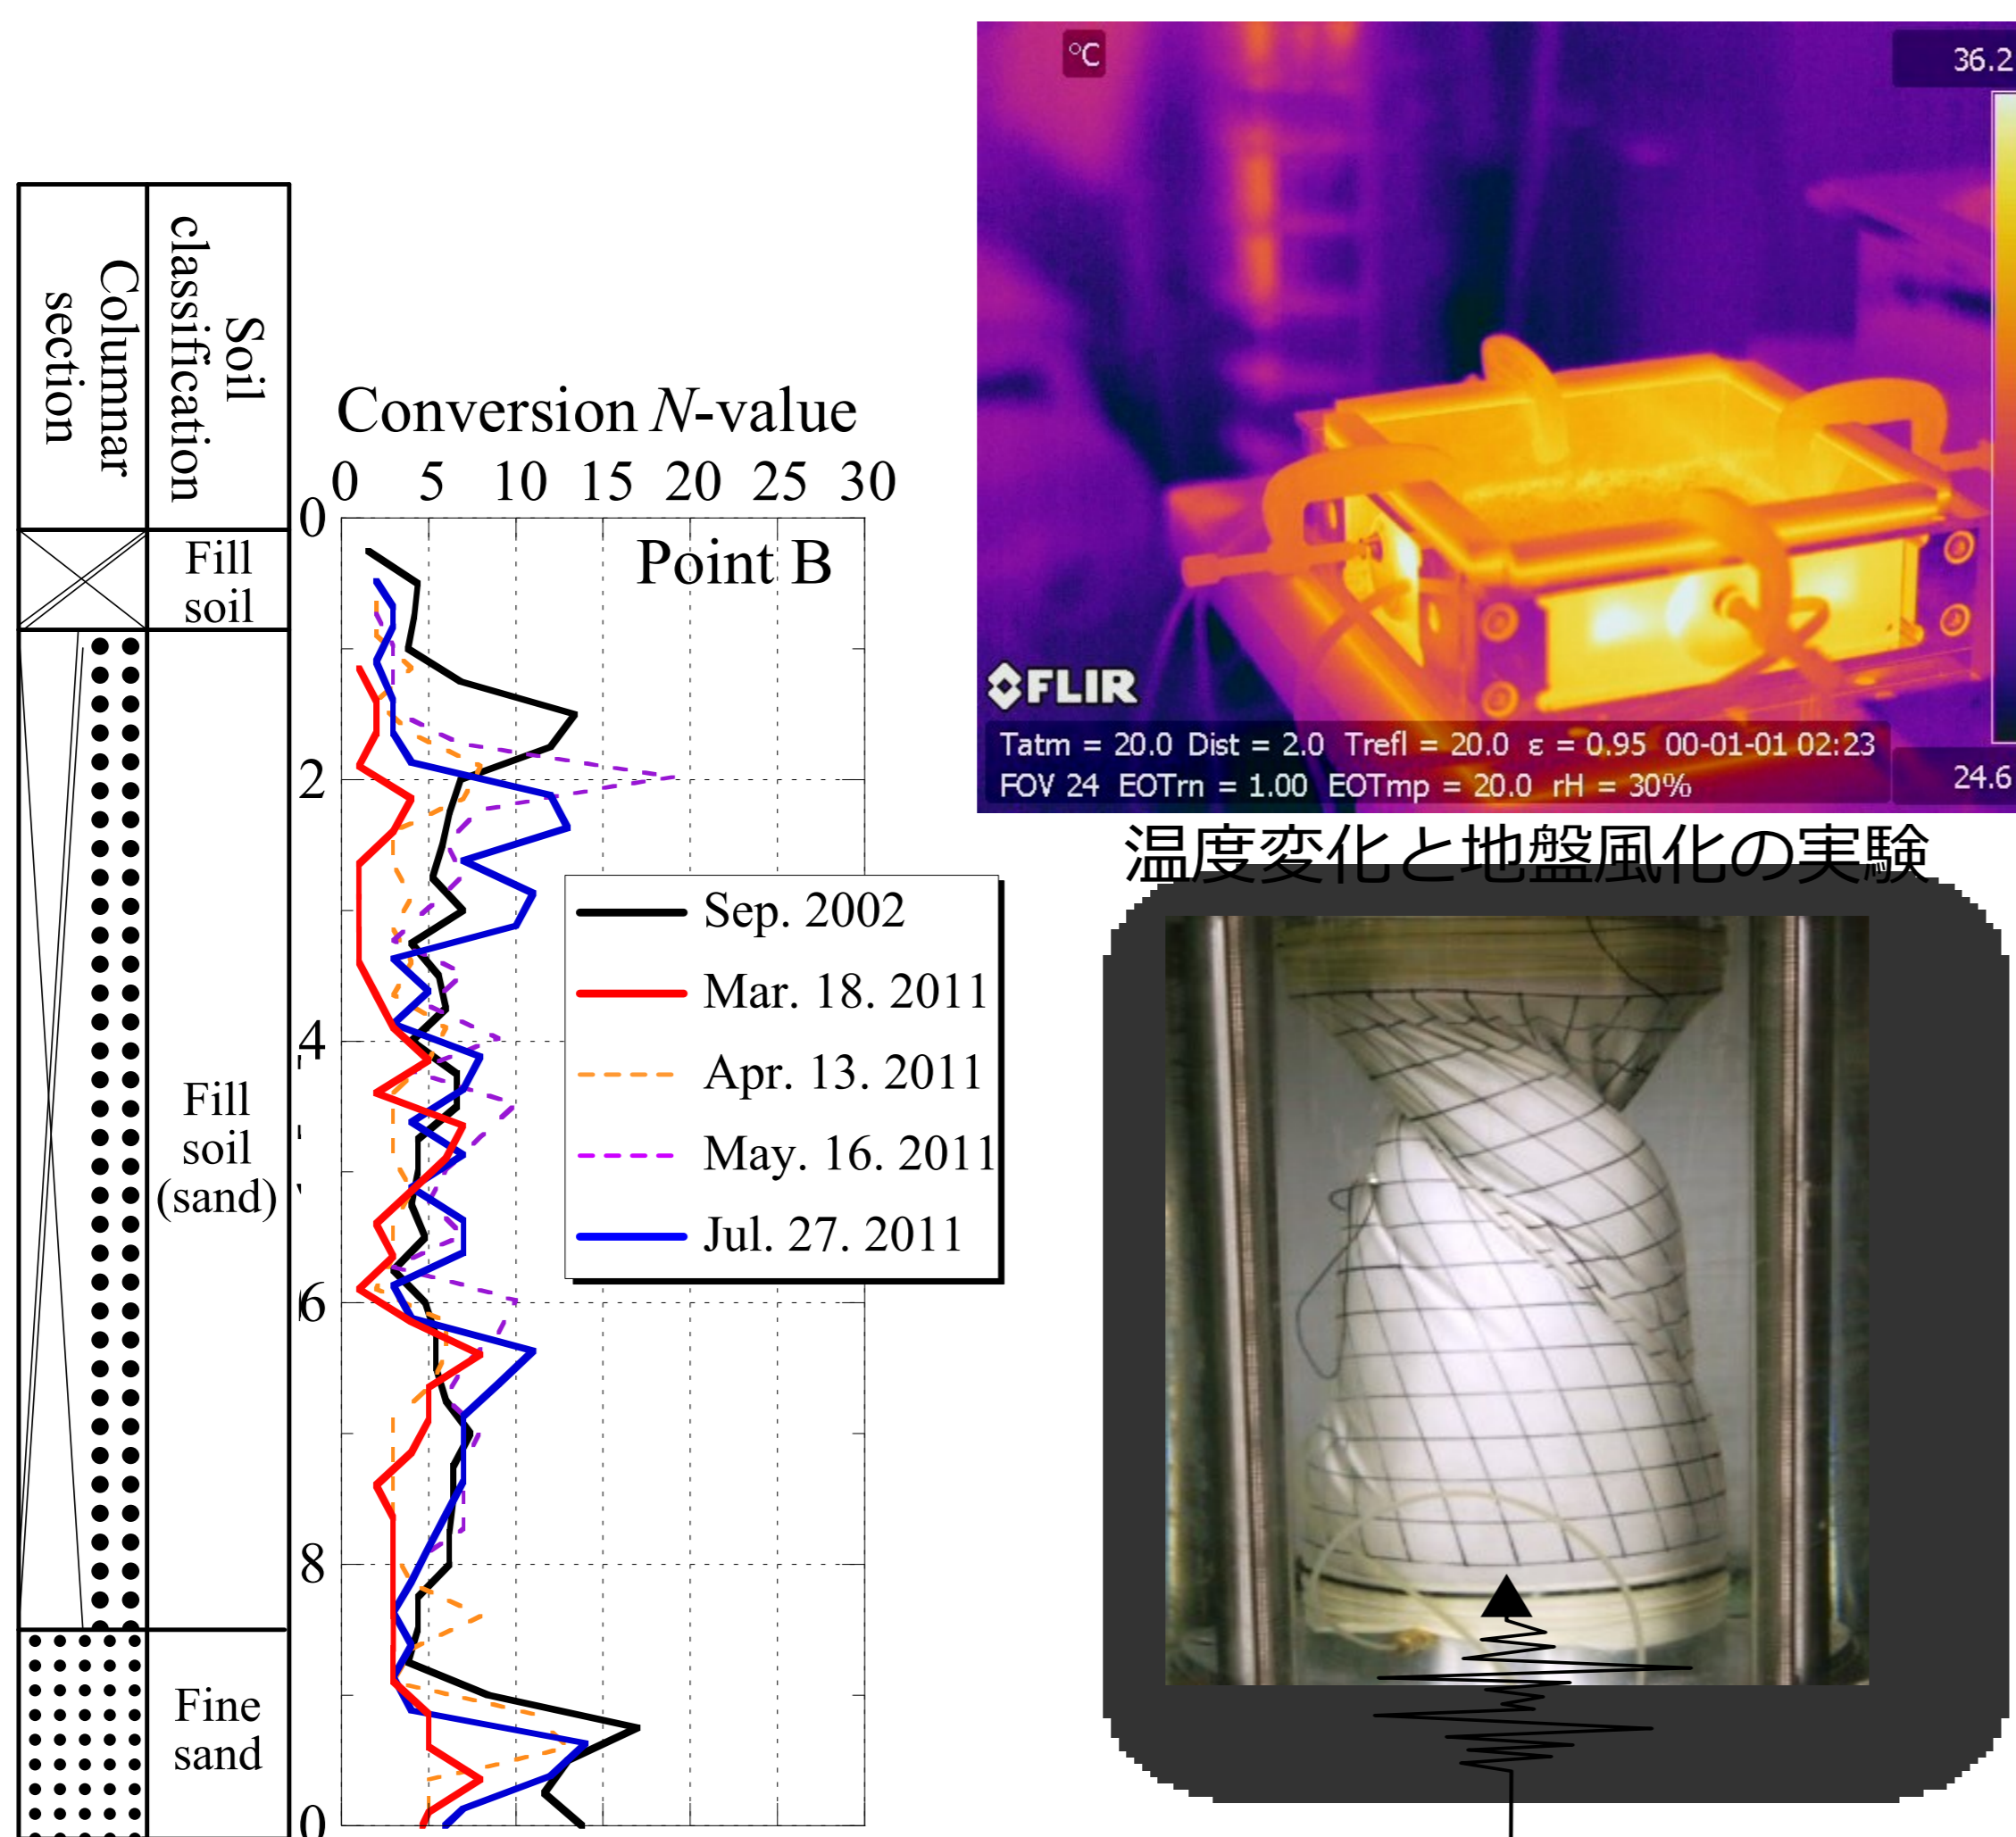 Columnar
section
Soil
classification
Fill
soil
Fill
soil
(sand)
Fine
sand
Conversion N-value
0 5 10 15 20 25 30
0
2
4
6
8
0
Point B
Sep. 2002
Mar. 18. 2011
Apr. 13. 2011
May. 16. 2011
Jul. 27. 2011
°C
36.2
FLIR
Tatm = 20.0 Dist = 2.0 Trefl = 20.0 ε = 0.95 00-01-01 02:23
FOV 24 EOTrn = 1.00 EOTmp = 20.0 rH = 30%
24.6
温度変化と地盤風化の実験